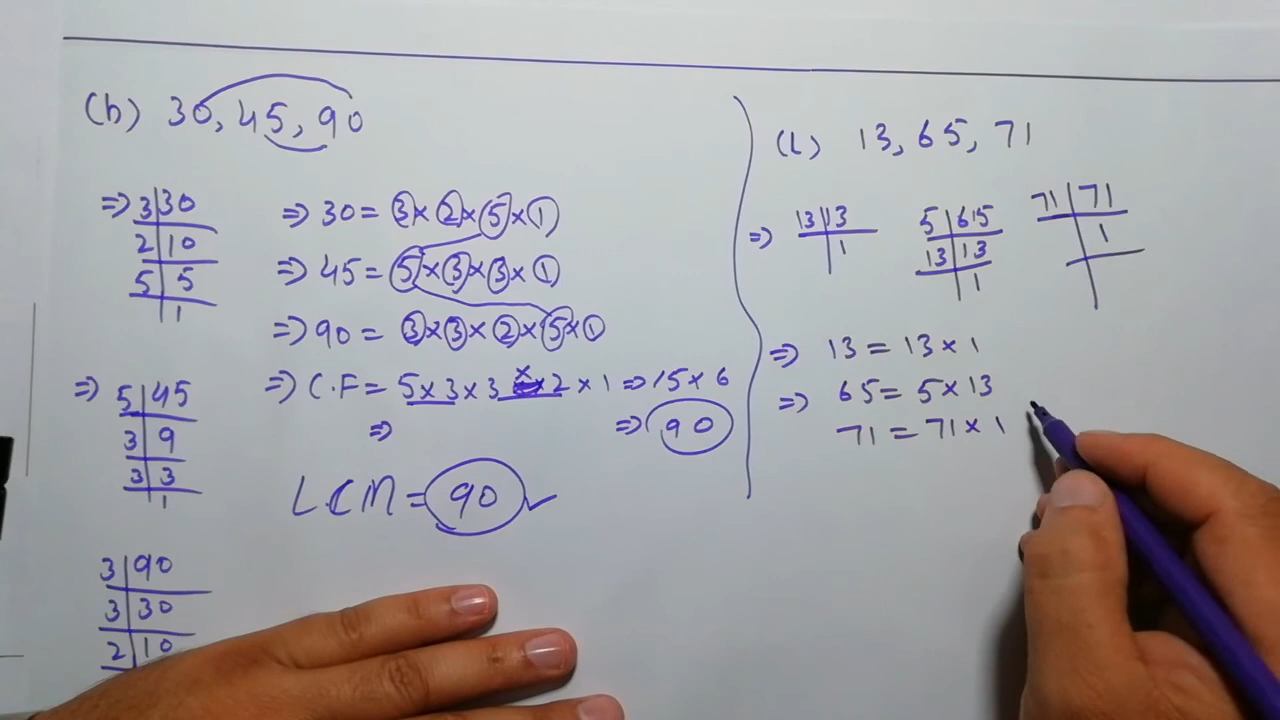 (h) 30, 45, 90
⇒ 3|30
2|10
5|5
1
⇒ 30 = 3 × 2 × 5 × 1
⇒ 45 = 5 × 3 × 3 × 1
⇒ 90 = 3 × 3 × 2 × 5 × 1
⇒ C.F = 5 × 3 × 3 × 2 × 1 ⇒ 15 × 6
⇒ ⇒ 90
LCM = 90 ✓
⇒ 5|45
3|9
3|3
1
3|90
3|30
2|10
(L) 13, 65, 71
⇒ 13|13
1
5|65
13|13
1
71|71
1
⇒ 13 = 13 × 1
⇒ 65 = 5 × 13
71 = 71 × 1